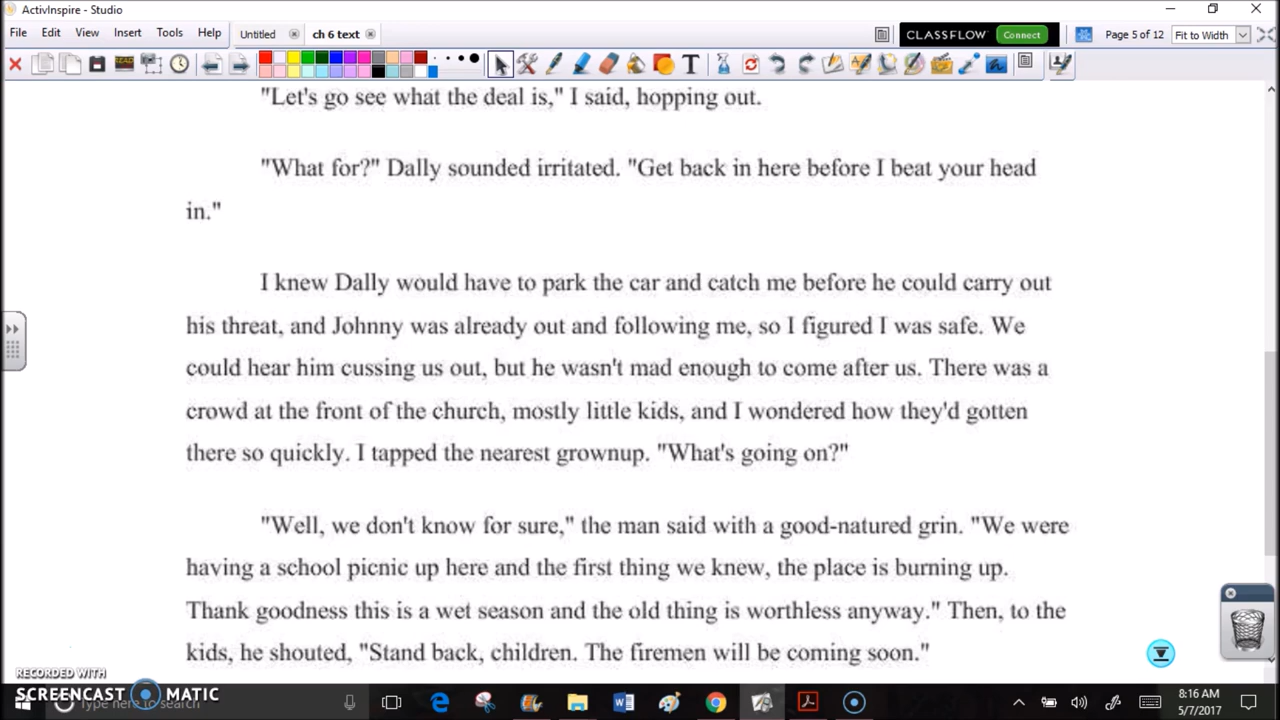 ActivInspire - Studio
File Edit View Insert Tools Help Untitled ch 6 text CLASSFLOW Connect Page 5 of 12 Fit to Width
"Let's go see what the deal is," I said, hopping out.
"What for?" Dally sounded irritated. "Get back in here before I beat your head
in."
I knew Dally would have to park the car and catch me before he could carry out
his threat, and Johnny was already out and following me, so I figured I was safe. We
could hear him cussing us out, but he wasn't mad enough to come after us. There was a
crowd at the front of the church, mostly little kids, and I wondered how they'd gotten
there so quickly. I tapped the nearest grownup. "What's going on?"
"Well, we don't know for sure," the man said with a good-natured grin. "We were
having a school picnic up here and the first thing we knew, the place is burning up.
Thank goodness this is a wet season and the old thing is worthless anyway." Then, to the
kids, he shouted, "Stand back, children. The firemen will be coming soon."
RECORDED WITH
SCREENCAST MATIC
Type here to search
8:16 AM
5/7/2017